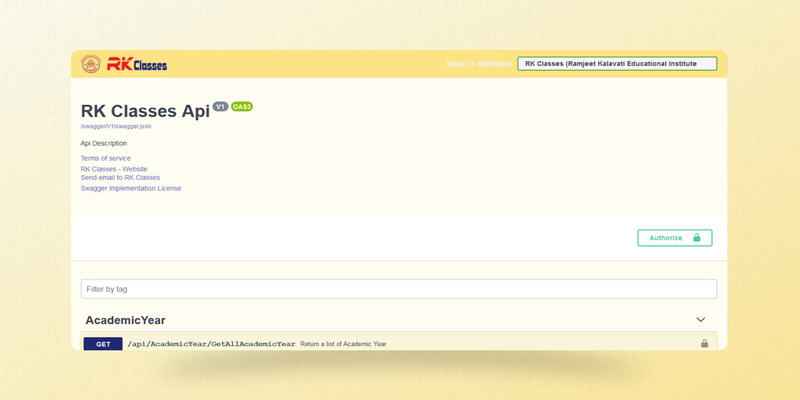 RK Classes
Select a definition
RK Classes (Ramjeet Kalavati Educational Institute
RK Classes Api V1 OAS3
/swagger/V1/swagger.json
Api Description
Terms of service
RK Classes - Website
Send email to RK Classes
Swagger Implementation License
Authorize
Filter by tag
AcademicYear
GET /api/AcademicYear/GetAllAcademicYear Return a list of Academic Year